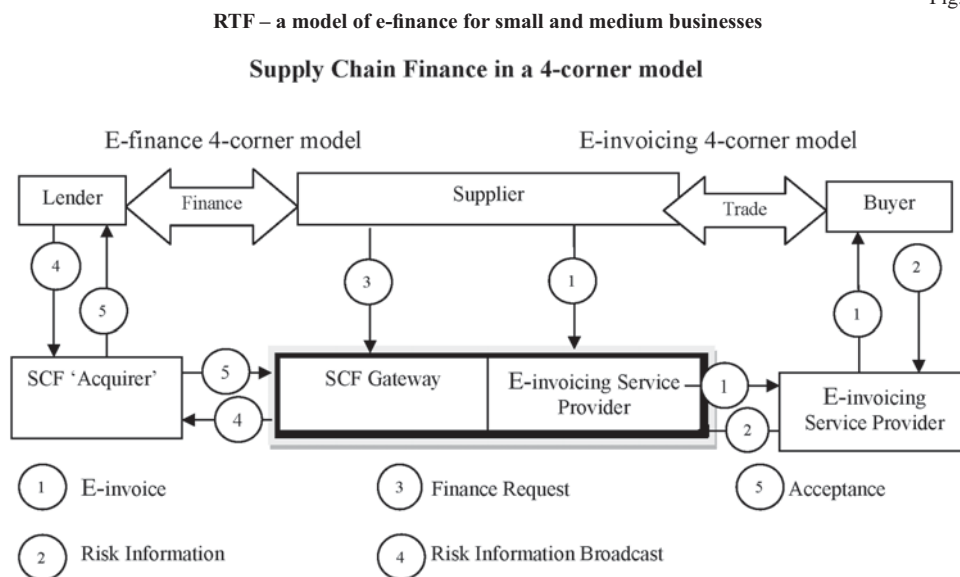 Fig.
RTF – a model of e-finance for small and medium businesses
Supply Chain Finance in a 4-corner model
E-finance 4-corner model
E-invoicing 4-corner model
Lender
Finance
Supplier
Trade
Buyer
4
5
3
1
1
2
SCF ‘Acquirer’
5
4
SCF Gateway
E-invoicing Service
Provider
1
2
E-invoicing
Service Provider
1 E-invoice
3 Finance Request
5 Acceptance
2 Risk Information
4 Risk Information Broadcast